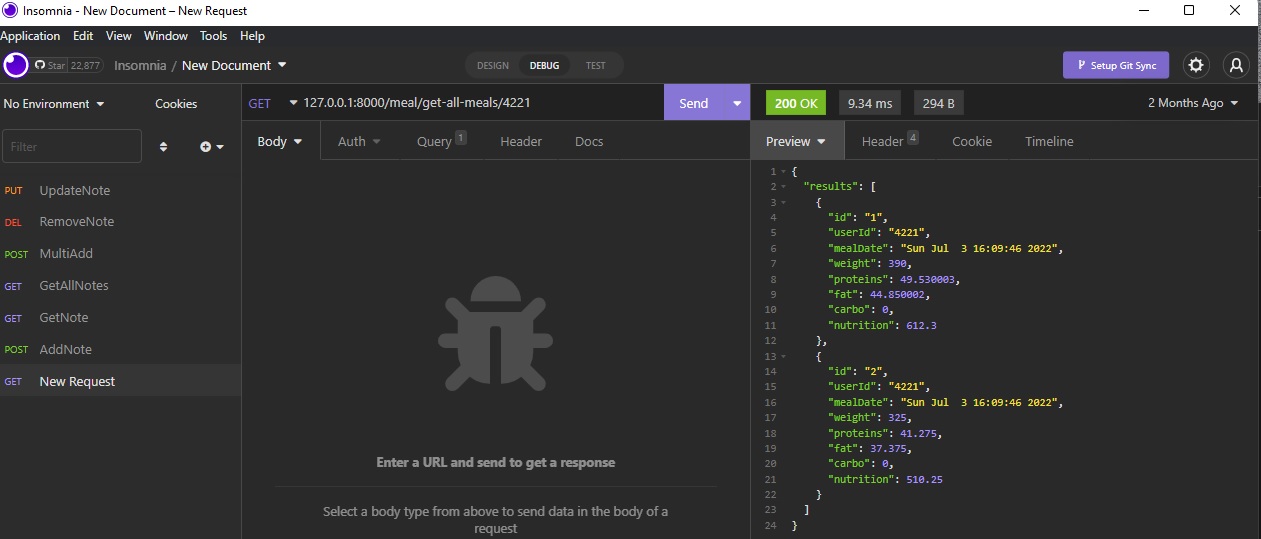 Insomnia - New Document – New Request
Application Edit View Window Tools Help
Star 22,877 Insomnia / New Document DESIGN DEBUG TEST Setup Git Sync
No Environment Cookies
GET 127.0.0.1:8000/meal/get-all-meals/4221 Send
200 OK 9.34 ms 294 B 2 Months Ago
Filter
Body Auth Query 1 Header Docs
Preview Header 4 Cookie Timeline
PUT UpdateNote
DEL RemoveNote
POST MultiAdd
GET GetAllNotes
GET GetNote
POST AddNote
GET New Request
Enter a URL and send to get a response
Select a body type from above to send data in the body of a
request
1 {
2 "results": [
3 {
4 "id": "1",
5 "userId": "4221",
6 "mealDate": "Sun Jul  3 16:09:46 2022",
7 "weight": 390,
8 "proteins": 49.530003,
9 "fat": 44.850002,
10 "carbo": 0,
11 "nutrition": 612.3
12 },
13 {
14 "id": "2",
15 "userId": "4221",
16 "mealDate": "Sun Jul  3 16:09:46 2022",
17 "weight": 325,
18 "proteins": 41.275,
19 "fat": 37.375,
20 "carbo": 0,
21 "nutrition": 510.25
22 }
23 ]
24 }